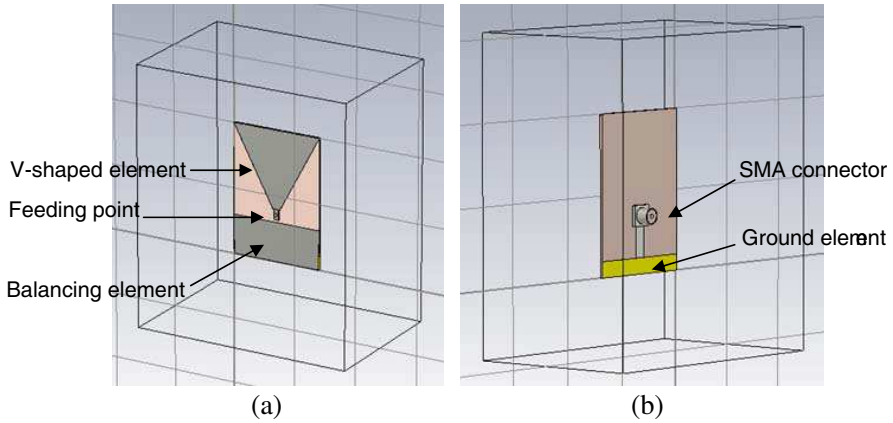 V-shaped element
Feeding point
Balancing element
SMA connector
Ground element
(a)
(b)